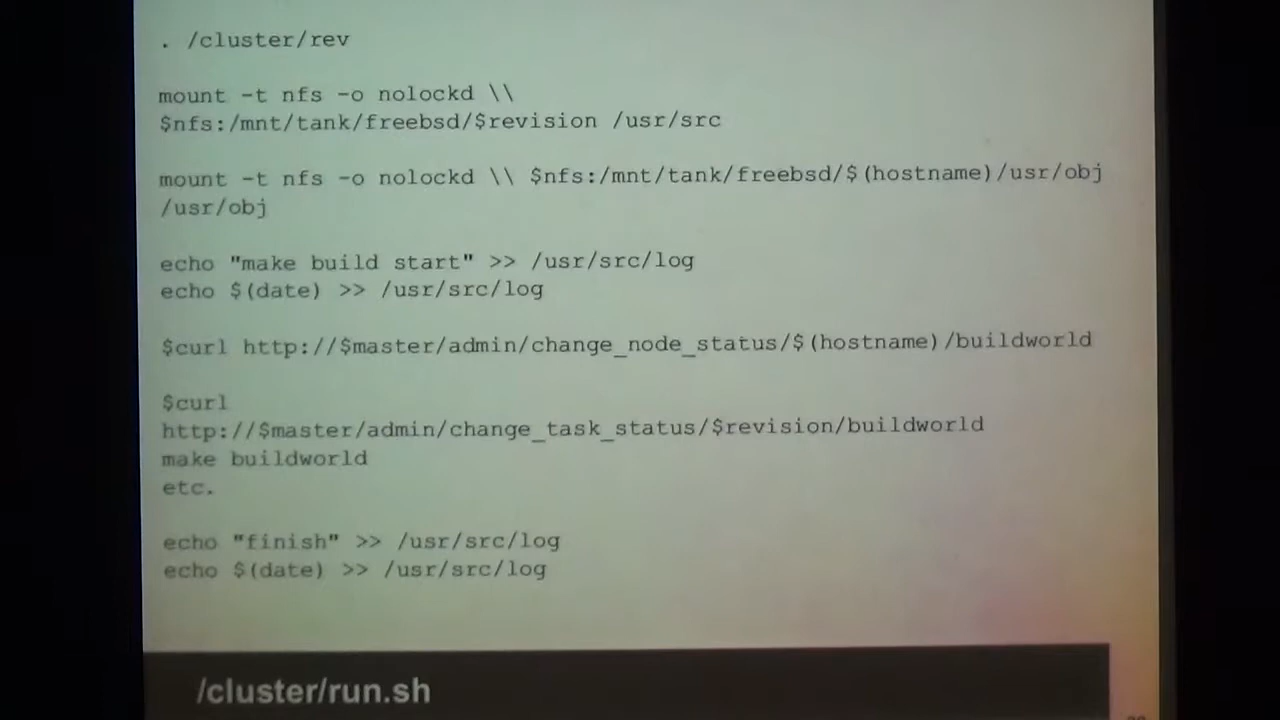 . /cluster/rev
mount -t nfs -o nolockd \\
$nfs:/mnt/tank/freebsd/$revision /usr/src
mount -t nfs -o nolockd \\ $nfs:/mnt/tank/freebsd/$(hostname)/usr/obj
/usr/obj
echo "make build start" >> /usr/src/log
echo $(date) >> /usr/src/log
$curl http://$master/admin/change_node_status/$(hostname)/buildworld
$curl
http://$master/admin/change_task_status/$revision/buildworld
make buildworld
etc.
echo "finish" >> /usr/src/log
echo $(date) >> /usr/src/log
/cluster/run.sh